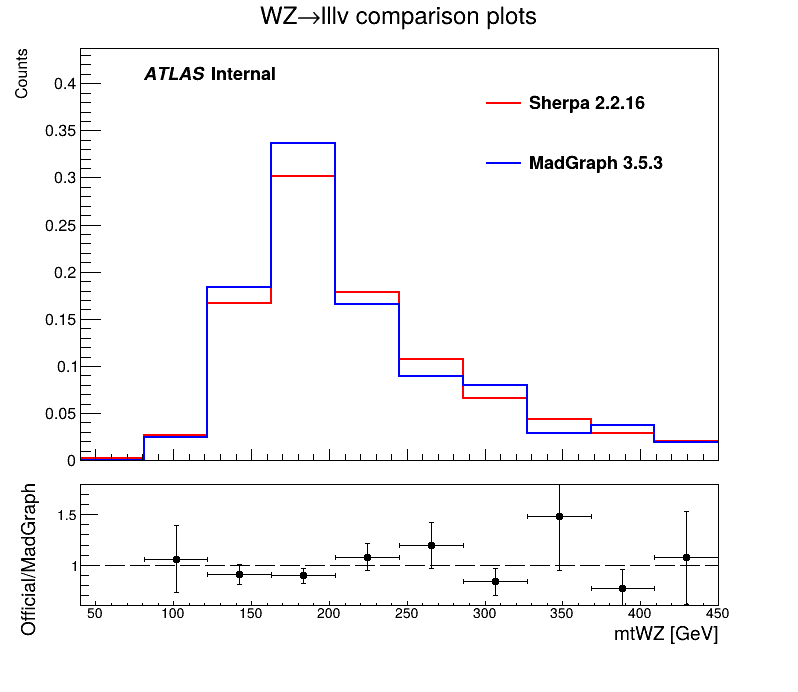 WZ→lllv comparison plots
Counts
ATLAS Internal
Sherpa 2.2.16
MadGraph 3.5.3
0.4
0.35
0.3
0.25
0.2
0.15
0.1
0.05
0
Official/MadGraph
1.5
1
50 100 150 200 250 300 350 400 450
mtWZ [GeV]